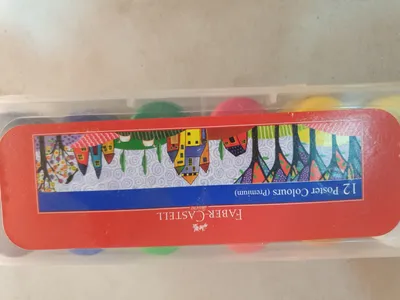 12 Poster Colours (Premium)
FABER-CASTELL